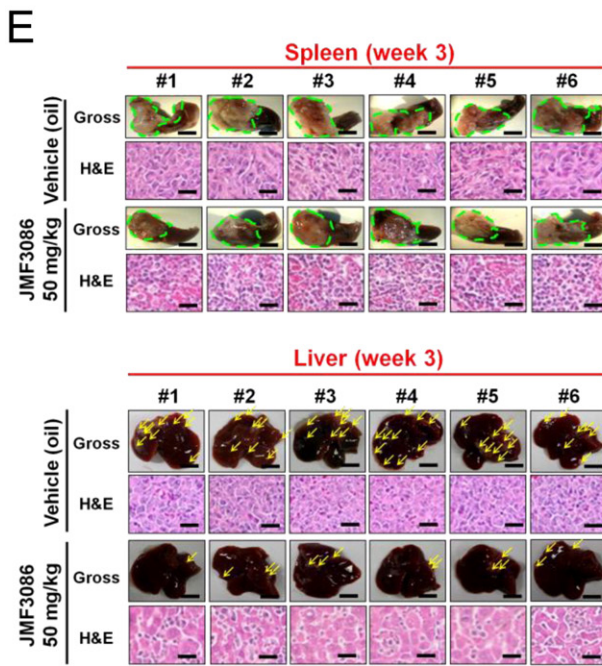 E
Spleen (week 3)
#1 #2 #3 #4 #5 #6
Vehicle (oil)
Gross
H&E
JMF3086
50 mg/kg
Gross
H&E
Liver (week 3)
#1 #2 #3 #4 #5 #6
Vehicle (oil)
Gross
H&E
JMF3086
50 mg/kg
Gross
H&E